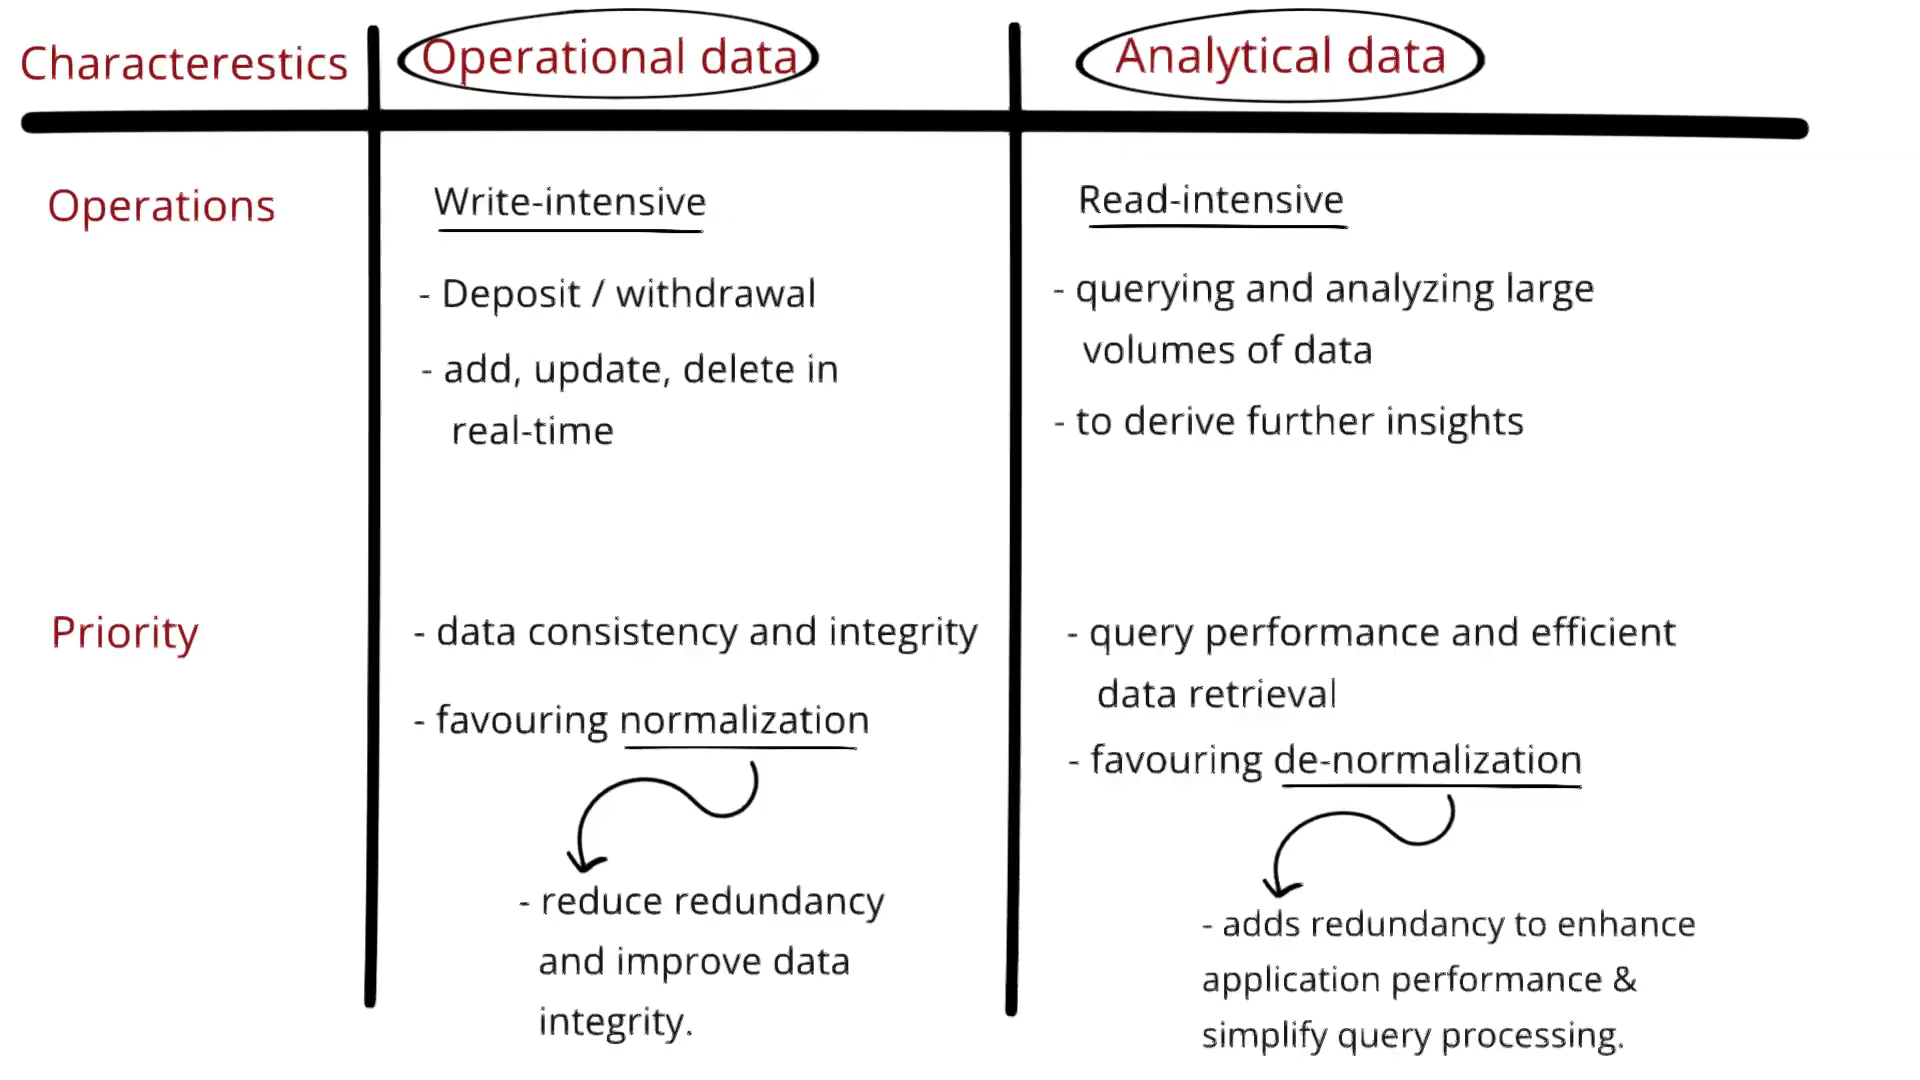 Characterestics
Operational data
Analytical data
Operations
Write-intensive
- Deposit / withdrawal
- add, update, delete in
real-time
Read-intensive
- querying and analyzing large
volumes of data
- to derive further insights
Priority
- data consistency and integrity
- favouring normalization
- reduce redundancy
and improve data
integrity.
- query performance and efficient
data retrieval
- favouring de-normalization
- adds redundancy to enhance
application performance &
simplify query processing.